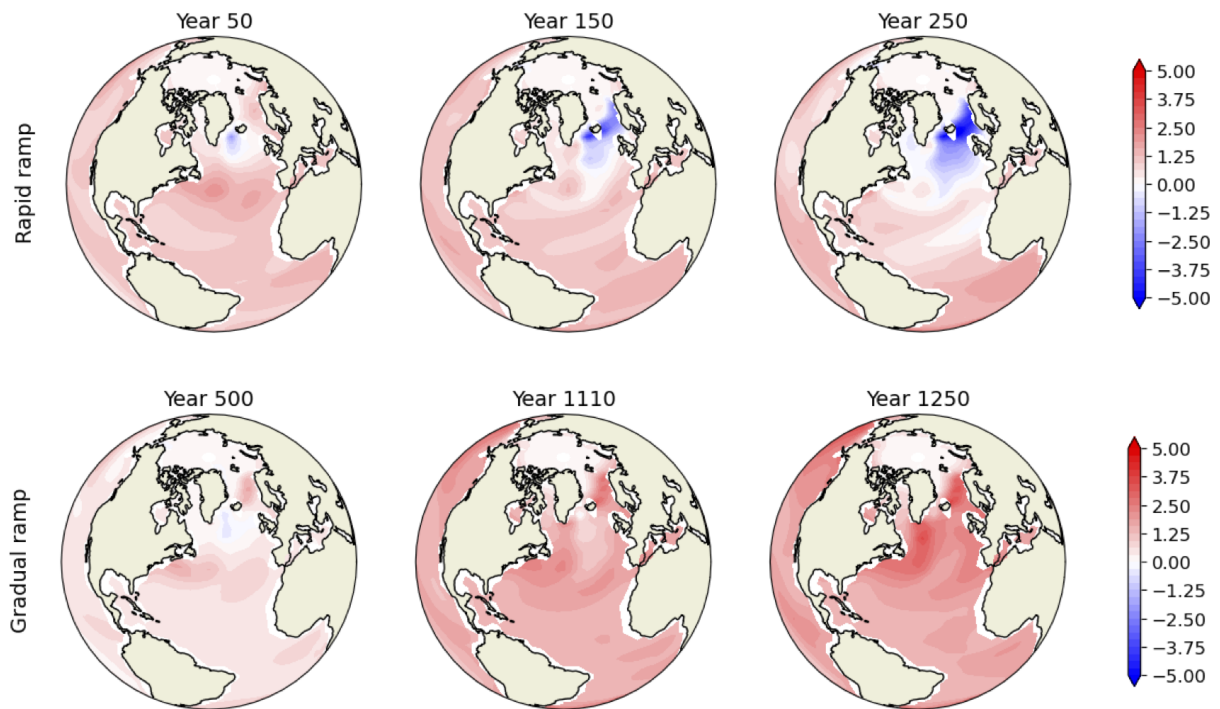 Year 50
Year 150
Year 250
Rapid ramp
5.00
3.75
2.50
1.25
0.00
−1.25
−2.50
−3.75
−5.00
Year 500
Year 1110
Year 1250
Gradual ramp
5.00
3.75
2.50
1.25
0.00
−1.25
−2.50
−3.75
−5.00